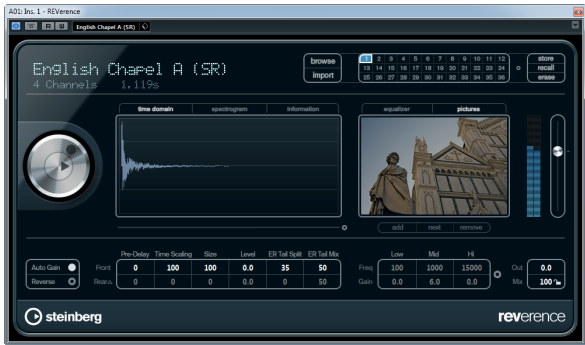 A01: Ins. 1 - REVerence
R W English Chapel A (SR)
English Chapel A (SR)
4 Channels 1.119s
browse
import
1 2 3 4 5 6 7 8 9 10 11 12
13 14 15 16 17 18 19 20 21 22 23 24
25 26 27 28 29 30 31 32 33 34 35 36
store
recall
erase
time domain spectrogram information
equalizer pictures
add next remove
Pre-Delay Time Scaling Size Level ER Tail Split ER Tail Mix
Low Mid Hi
Auto Gain Front 0 100 100 0.0 35 50
Freq 100 1000 15000 Out 0.0
Reverse Rear 0 0 0 0.0 0 50
Gain 0.0 6.0 0.0 Mix 100
steinberg
reverence